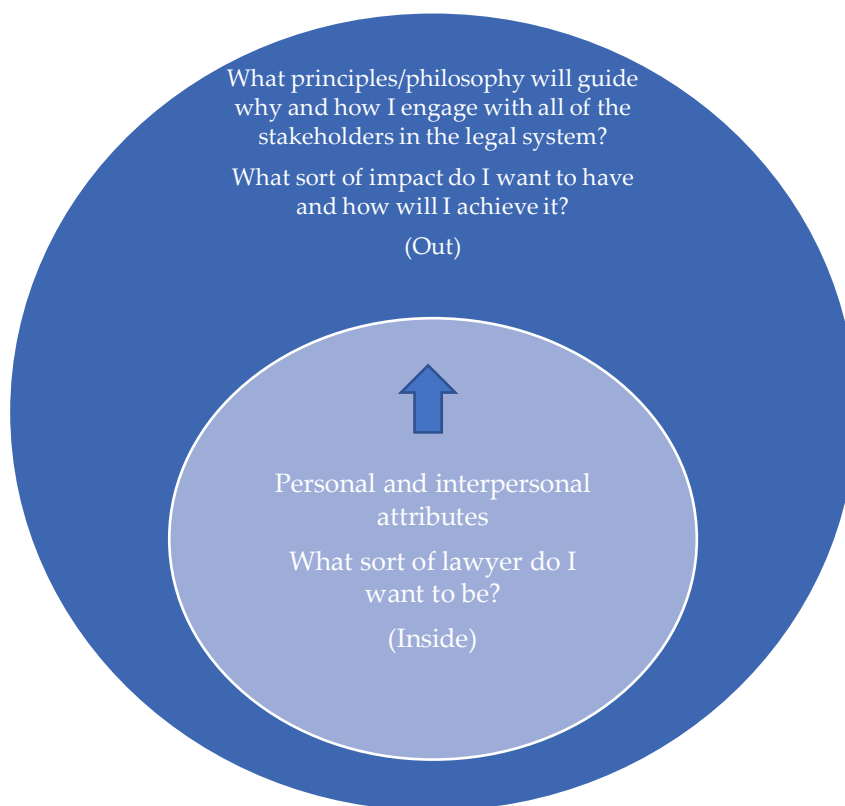 What principles/philosophy will guide
why and how I engage with all of the
stakeholders in the legal system?
What sort of impact do I want to have
and how will I achieve it?
(Out)
Personal and interpersonal
attributes
What sort of lawyer do I
want to be?
(Inside)